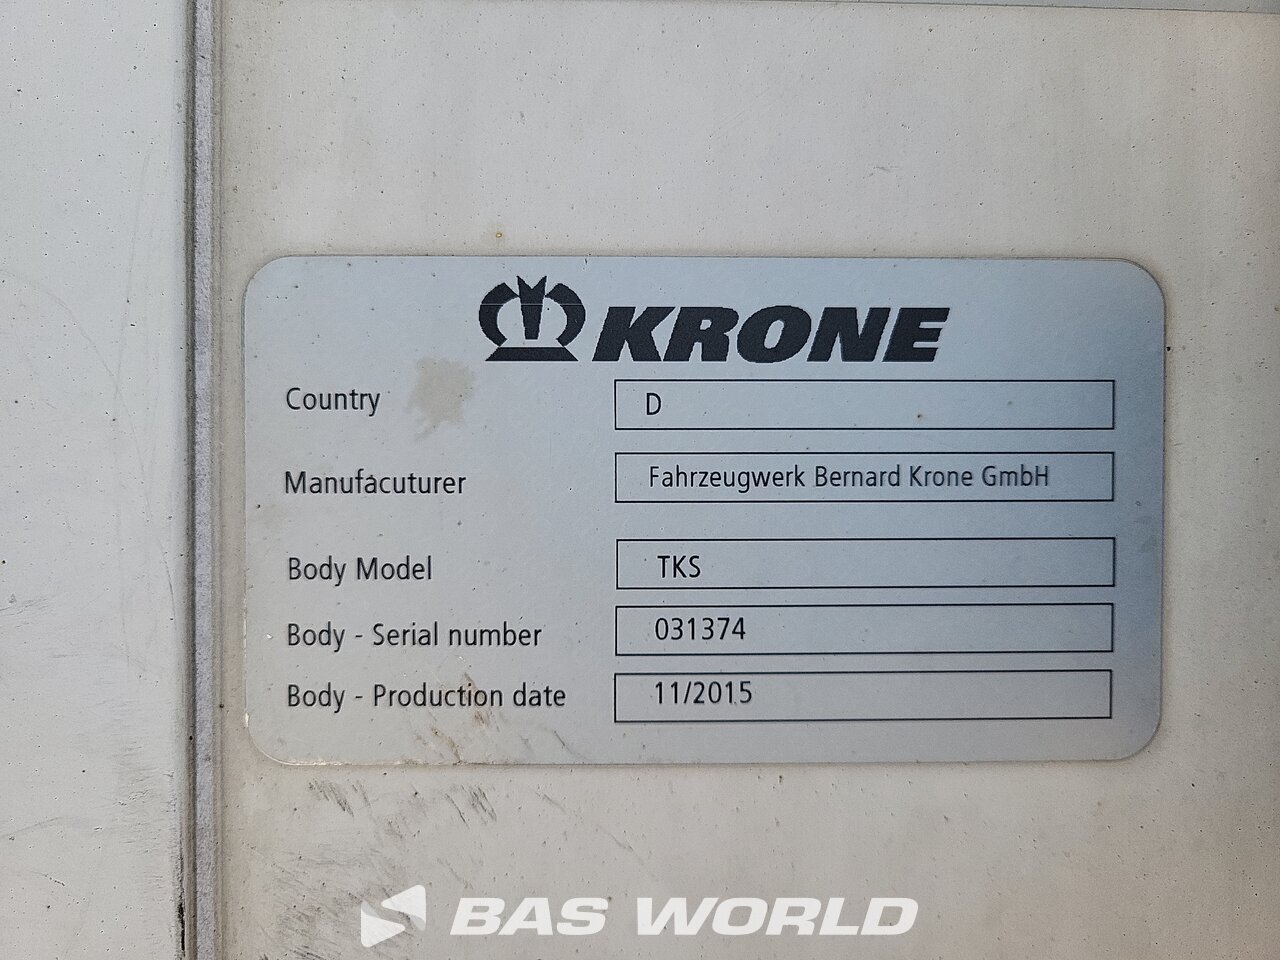 KRONE
Country D
Manufacuturer Fahrzeugwerk Bernard Krone GmbH
Body Model TKS
Body - Serial number 031374
Body - Production date 11/2015
BAS WORLD